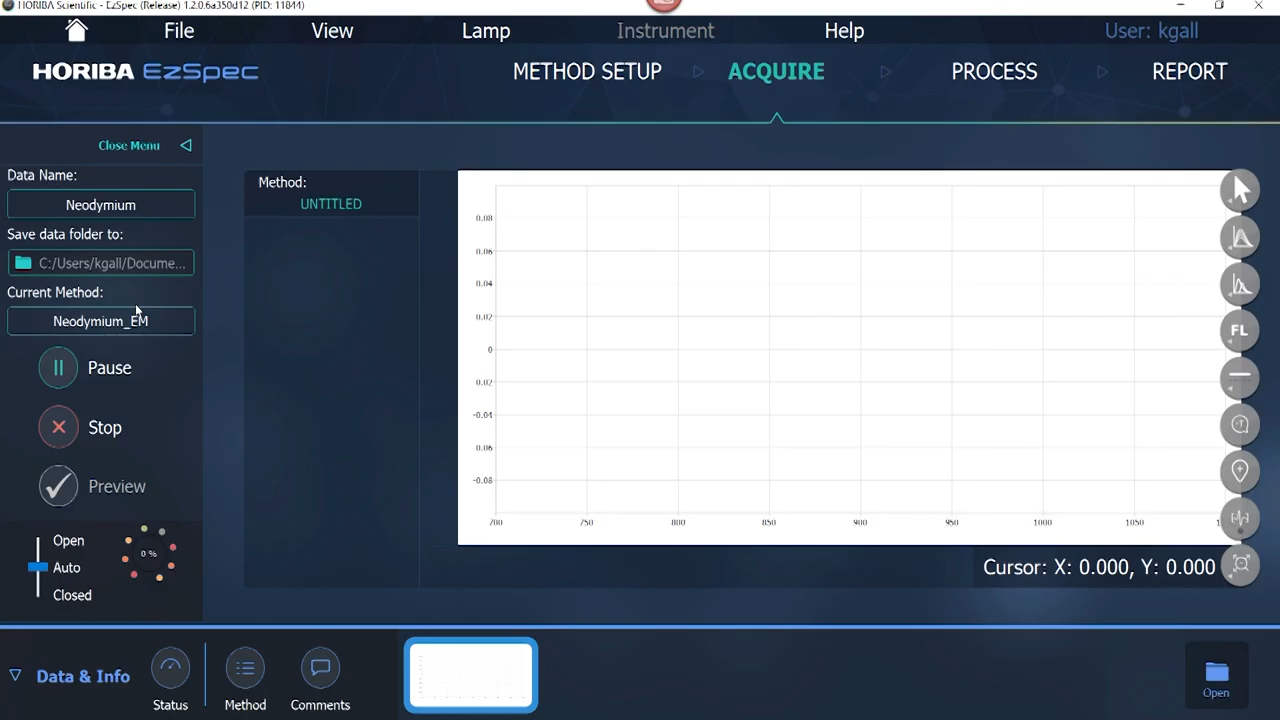 HORIBA Scientific - EzSpec (Release) 1.2.0.6a350d12 (PID: 11844)
File View Lamp Instrument Help User: kgall
HORIBA EzSpec METHOD SETUP ACQUIRE PROCESS REPORT
Close Menu
Data Name:
Neodymium
Save data folder to:
C:/Users/kgall/Docume...
Current Method:
Neodymium_EM
Pause
Stop
Preview
Open
Auto
Closed
0 %
Method:
UNTITLED
0.08
0.06
0.04
0.02
0
0.02
-0.04
0.06
-0.08
700 750 800 850 900 950 1000 1050
FL
T
Cursor: X: 0.000, Y: 0.000
Data & Info
Status
Method
Comments
Open